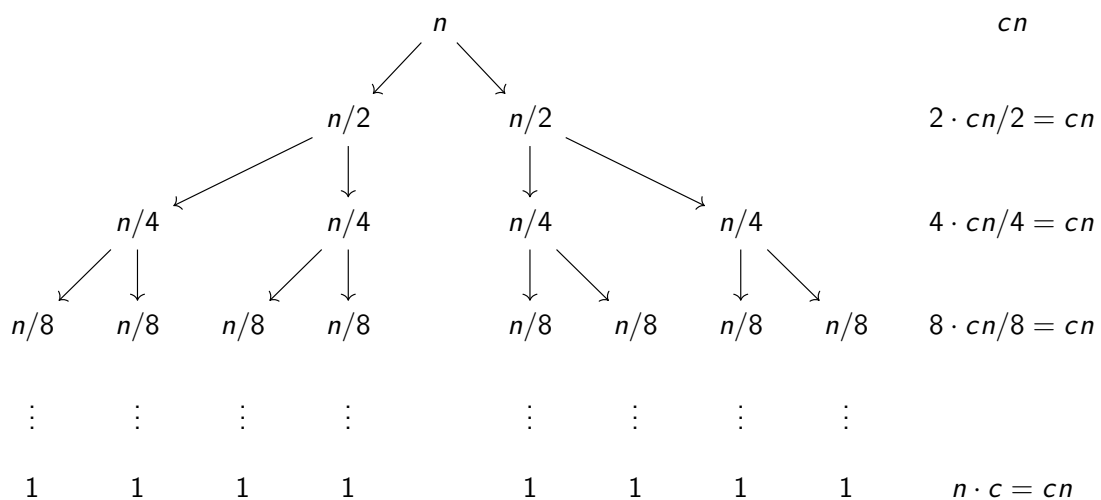 n cn
n/2 n/2 2 · cn/2 = cn
n/4 n/4 n/4 n/4 4 · cn/4 = cn
n/8 n/8 n/8 n/8 n/8 n/8 n/8 n/8 8 · cn/8 = cn
⋮ ⋮ ⋮ ⋮ ⋮ ⋮ ⋮ ⋮
1 1 1 1 1 1 1 1 n · c = cn